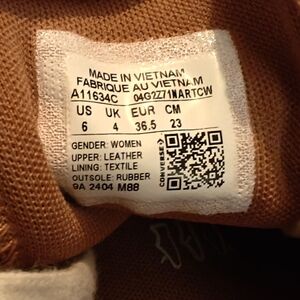 MADE IN VIETNAM
FABRIQUE AU VIETNAM
A11634C 04G2Z71MARTCW
US UK EUR CM
6 4 36.5 23
GENDER: WOMEN
UPPER: LEATHER
LINING: TEXTILE
OUTSOLE: RUBBER
9A 2404 M88
CONVERSE